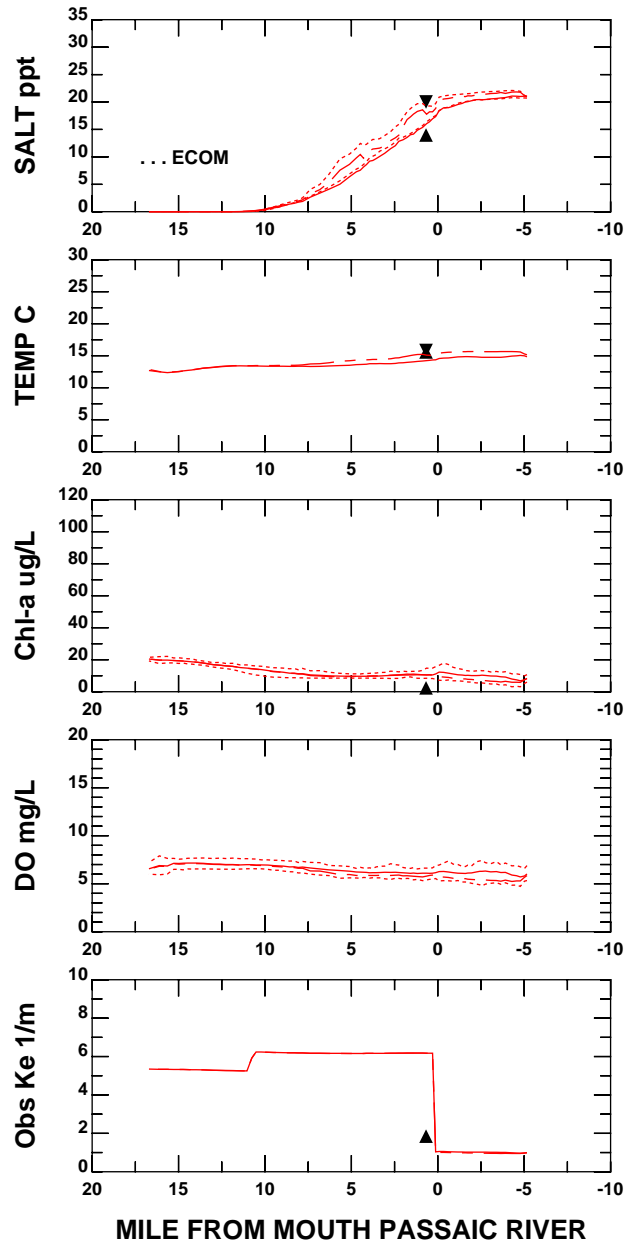 SALT ppt
35
30
25
20
15
10
5
0
. . . ECOM
20 15 10 5 0 -5 -10
TEMP C
30
25
20
15
10
5
0
20 15 10 5 0 -5 -10
Chl-a ug/L
120
100
80
60
40
20
0
20 15 10 5 0 -5 -10
DO mg/L
20
15
10
5
0
20 15 10 5 0 -5 -10
Obs Ke 1/m
10
8
6
4
2
0
20 15 10 5 0 -5 -10
MILE FROM MOUTH PASSAIC RIVER